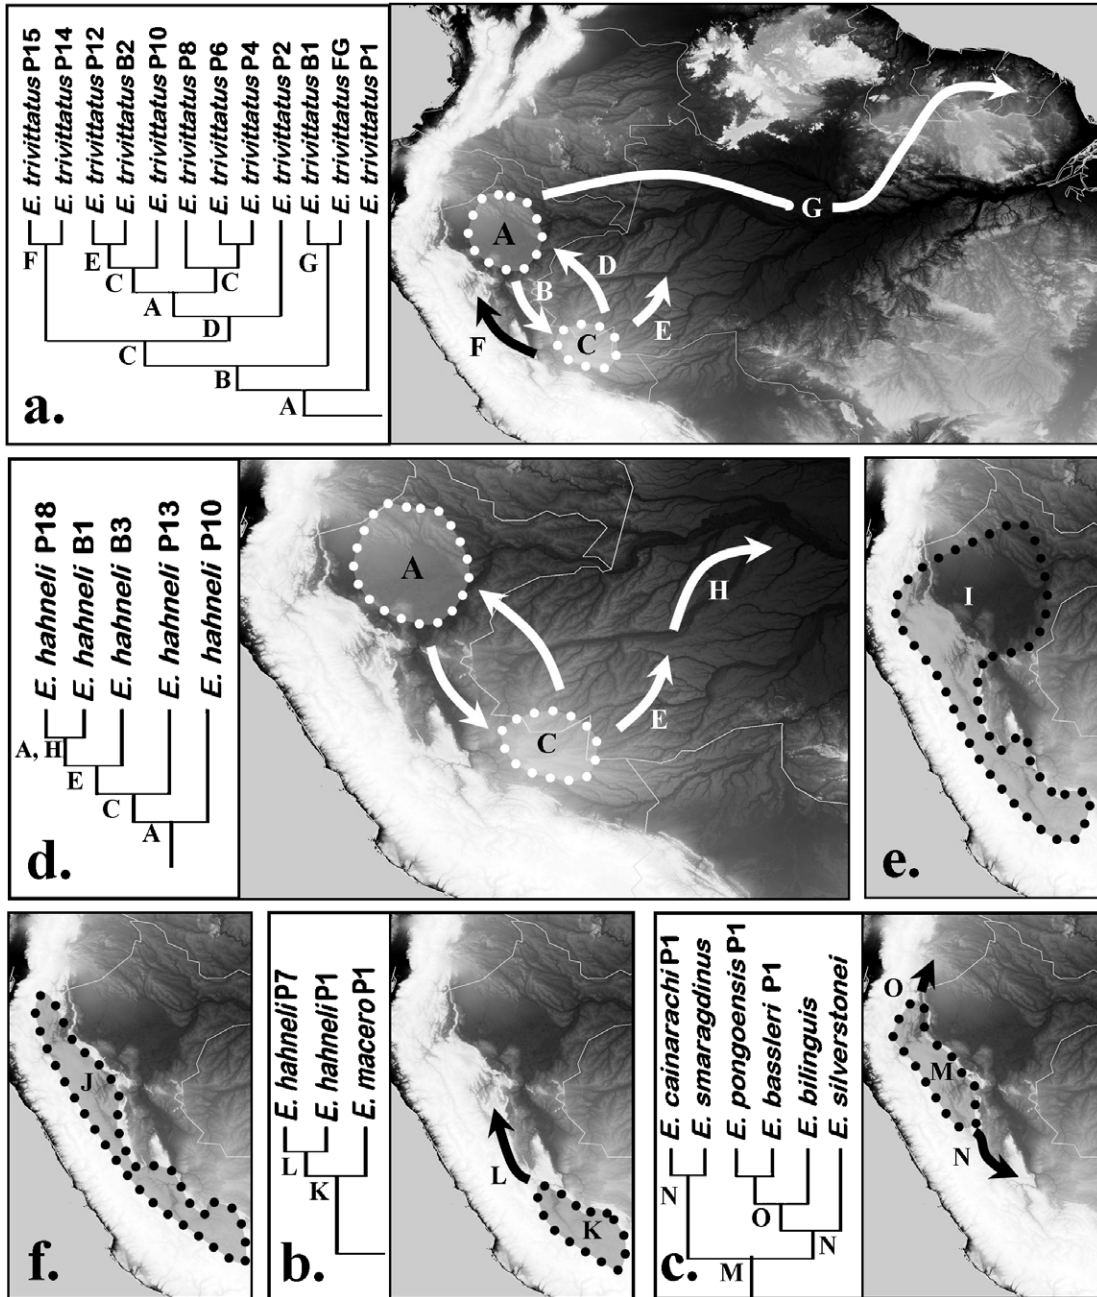 E. trivittatus P15
E. trivittatus P14
E. trivittatus P12
E. trivittatus B2
E. trivittatus P10
E. trivittatus P8
E. trivittatus P6
E. trivittatus P4
E. trivittatus P2
E. trivittatus B1
E. trivittatus FG
E. trivittatus P1
F
E
C
C
G
A
D
C
B
A
a.
A
G
D
B
E
F
C
E. hahneli P18
E. hahneli B1
E. hahneli B3
E. hahneli P13
E. hahneli P10
A, H
E
C
A
d.
A
H
E
C
I
e.
J
f.
E. hahneli P7
E. hahneli P1
E. macero P1
L
K
b.
L
K
E. cainarachi P1
E. smaragdinus
E. pongoensis P1
E. bassleri P1
E. bilinguis
E. silverstonei
N
O
N
M
c.
O
M
N